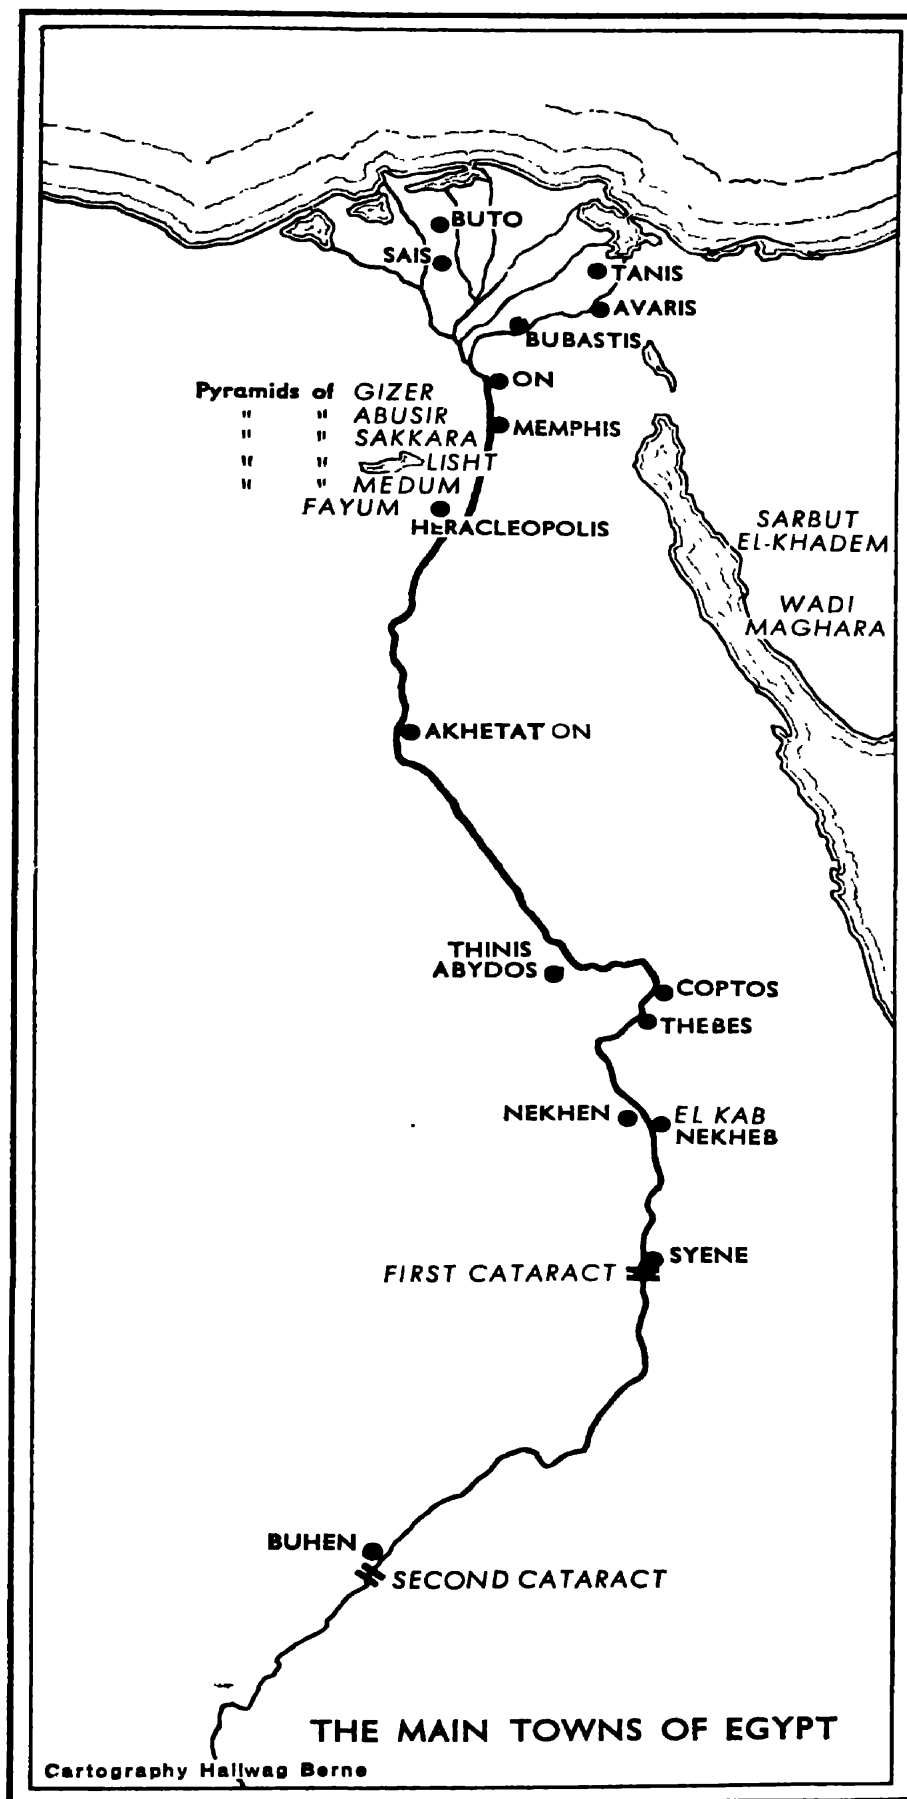 BUTO
SAIS
TANIS
AVARIS
BUBASTIS
ON
Pyramids of GIZER
" " ABUSIR
" " SAKKARA
" " LISHT
" " MEDUM
MEMPHIS
FAYUM
HERACLEOPOLIS
SARBUT
EL-KHADEM
WADI
MAGHARA
AKHETAT ON
THINIS
ABYDOS
COPTOS
THEBES
NEKHEN
EL KAB
NEKHEB
SYENE
FIRST CATARACT
BUHEN
SECOND CATARACT
THE MAIN TOWNS OF EGYPT
Cartography Hallwag Berne